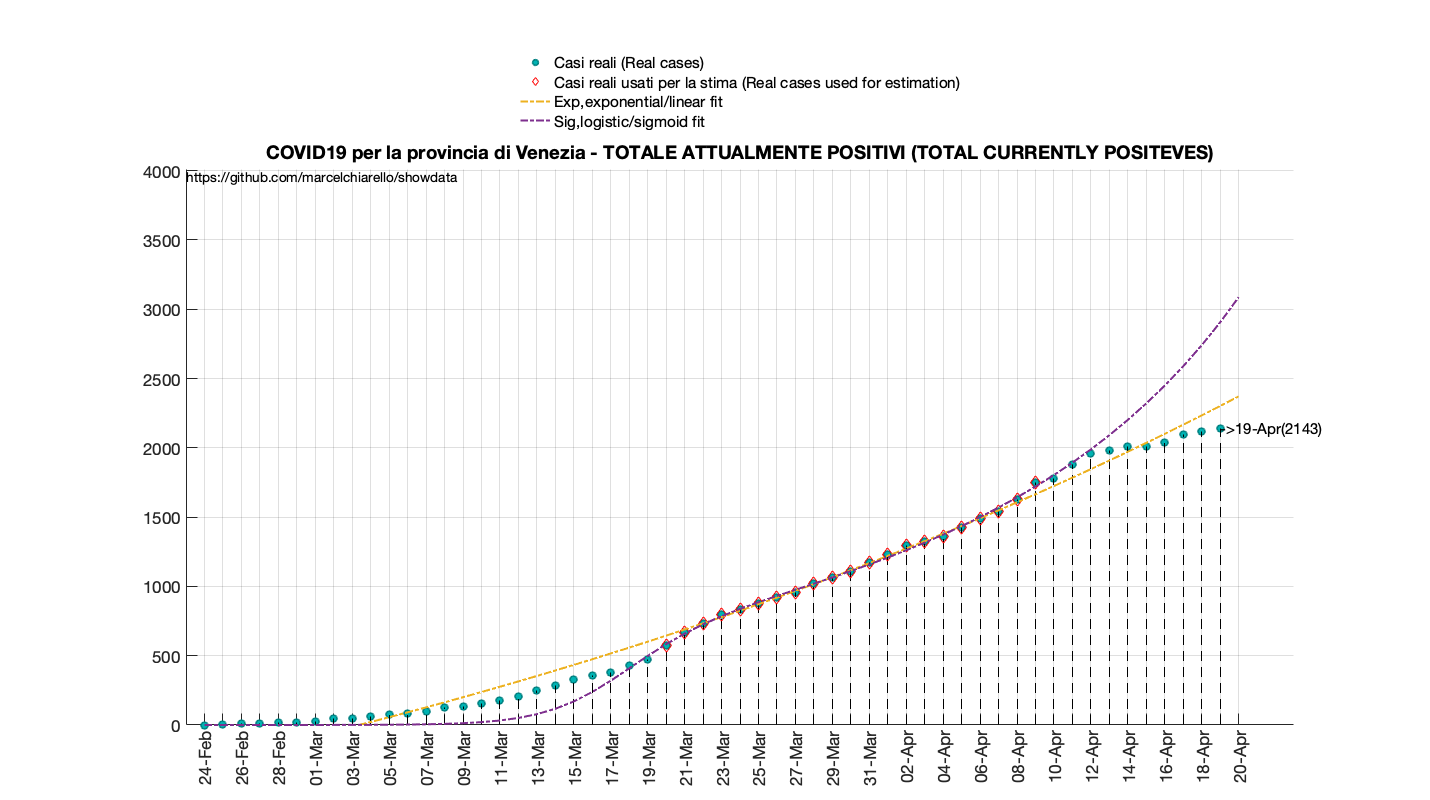 Casi reali (Real cases)
Casi reali usati per la stima (Real cases used for estimation)
Exp,exponential/linear fit
Sig,logistic/sigmoid fit
COVID19 per la provincia di Venezia - TOTALE ATTUALMENTE POSITIVI (TOTAL CURRENTLY POSITEVES)
https://github.com/marcelchiarello/showdata
4000
3500
3000
2500
2000
1500
1000
500
0
->19-Apr(2143)
24-Feb
26-Feb
28-Feb
01-Mar
03-Mar
05-Mar
07-Mar
09-Mar
11-Mar
13-Mar
15-Mar
17-Mar
19-Mar
21-Mar
23-Mar
25-Mar
27-Mar
29-Mar
31-Mar
02-Apr
04-Apr
06-Apr
08-Apr
10-Apr
12-Apr
14-Apr
16-Apr
18-Apr
20-Apr